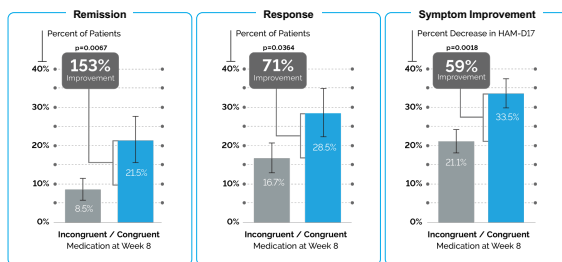 Remission
Percent of Patients
p=0.0067
153%
Improvement
40%
30%
20%
10%
0%
8.5%
21.5%
Incongruent / Congruent
Medication at Week 8
Response
Percent of Patients
p=0.0364
71%
Improvement
40%
30%
20%
10%
0%
16.7%
28.5%
Incongruent / Congruent
Medication at Week 8
Symptom Improvement
Percent Decrease in HAM-D17
p=0.0018
59%
Improvement
40%
30%
20%
10%
0%
21.1%
33.5%
Incongruent / Congruent
Medication at Week 8